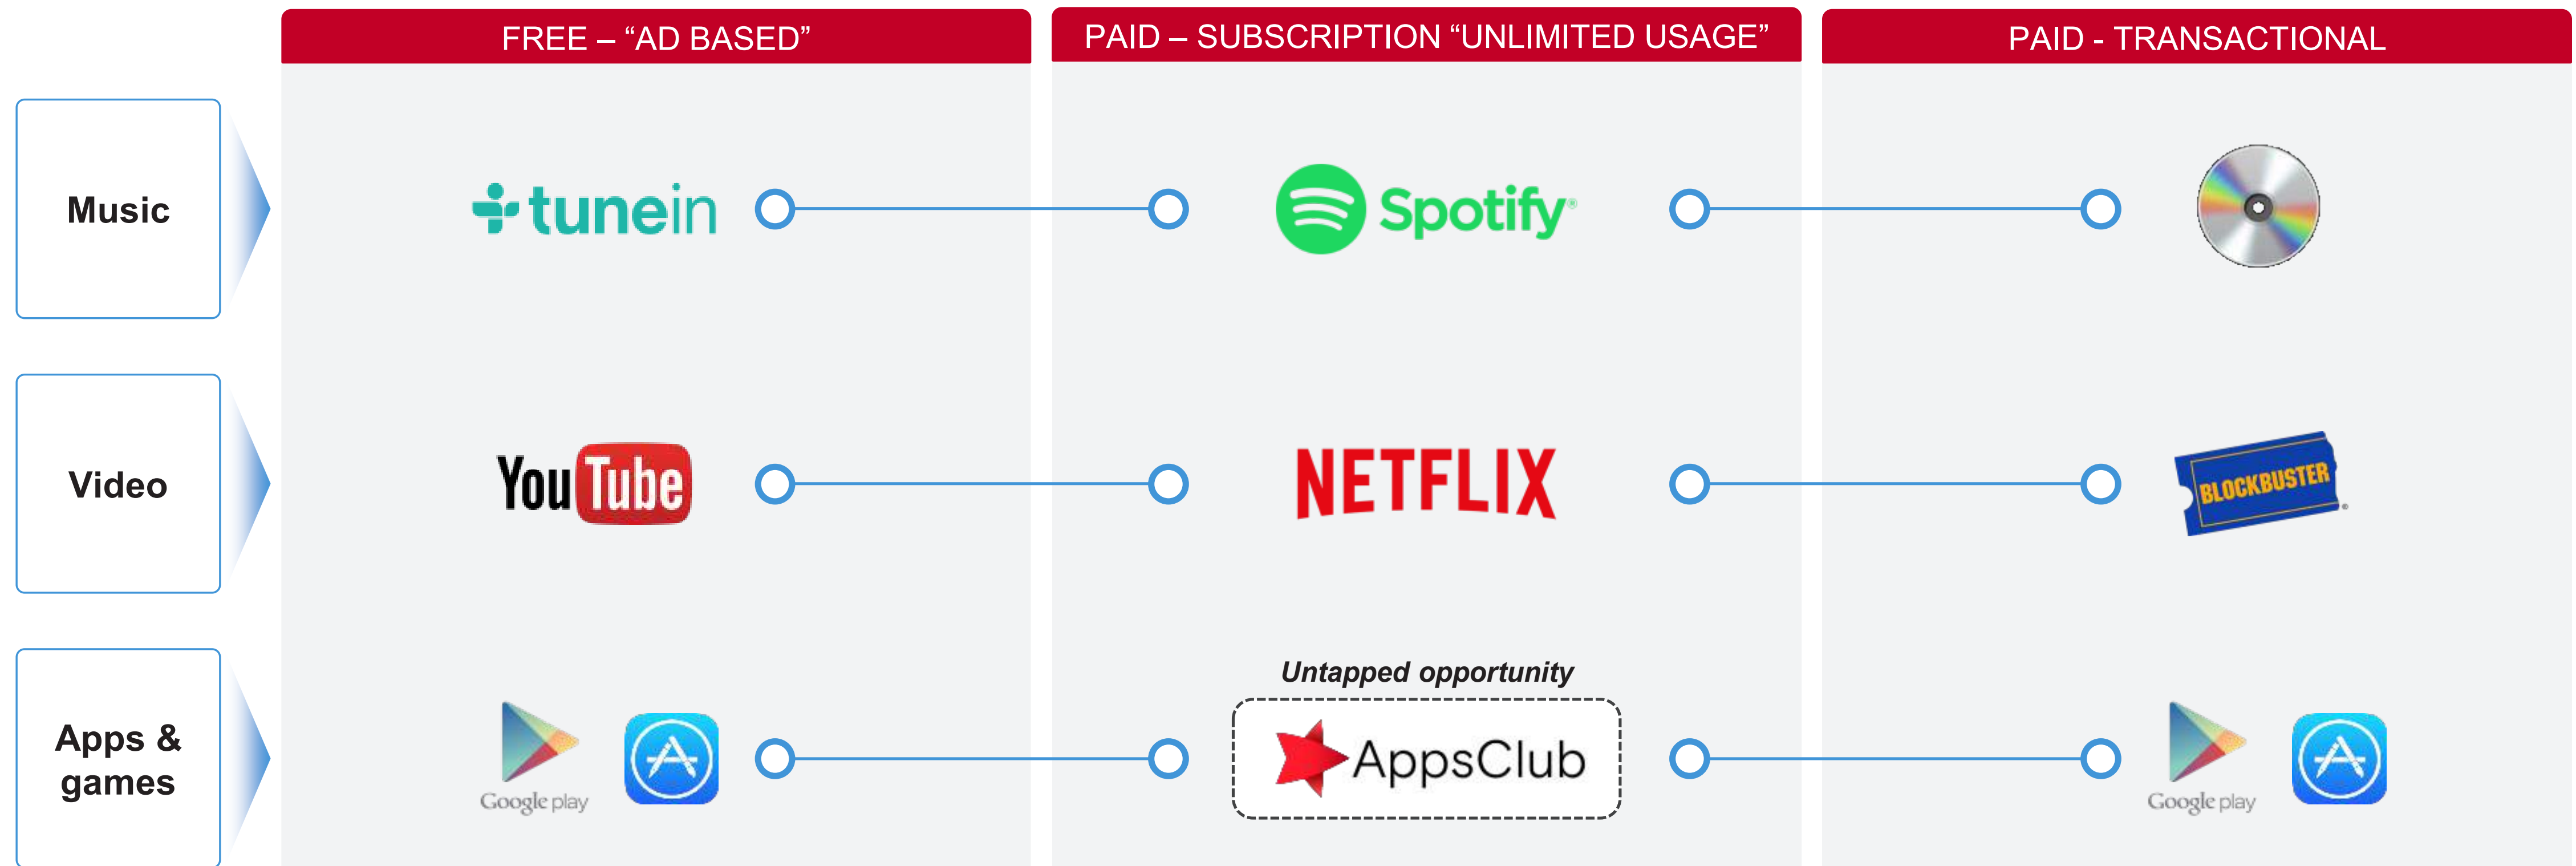 FREE – “AD BASED”
PAID – SUBSCRIPTION “UNLIMITED USAGE”
PAID - TRANSACTIONAL
Music
tunein
Spotify®
Video
YouTube
NETFLIX
BLOCKBUSTER®
Untapped opportunity
Apps &
games
Google play
AppsClub
Google play